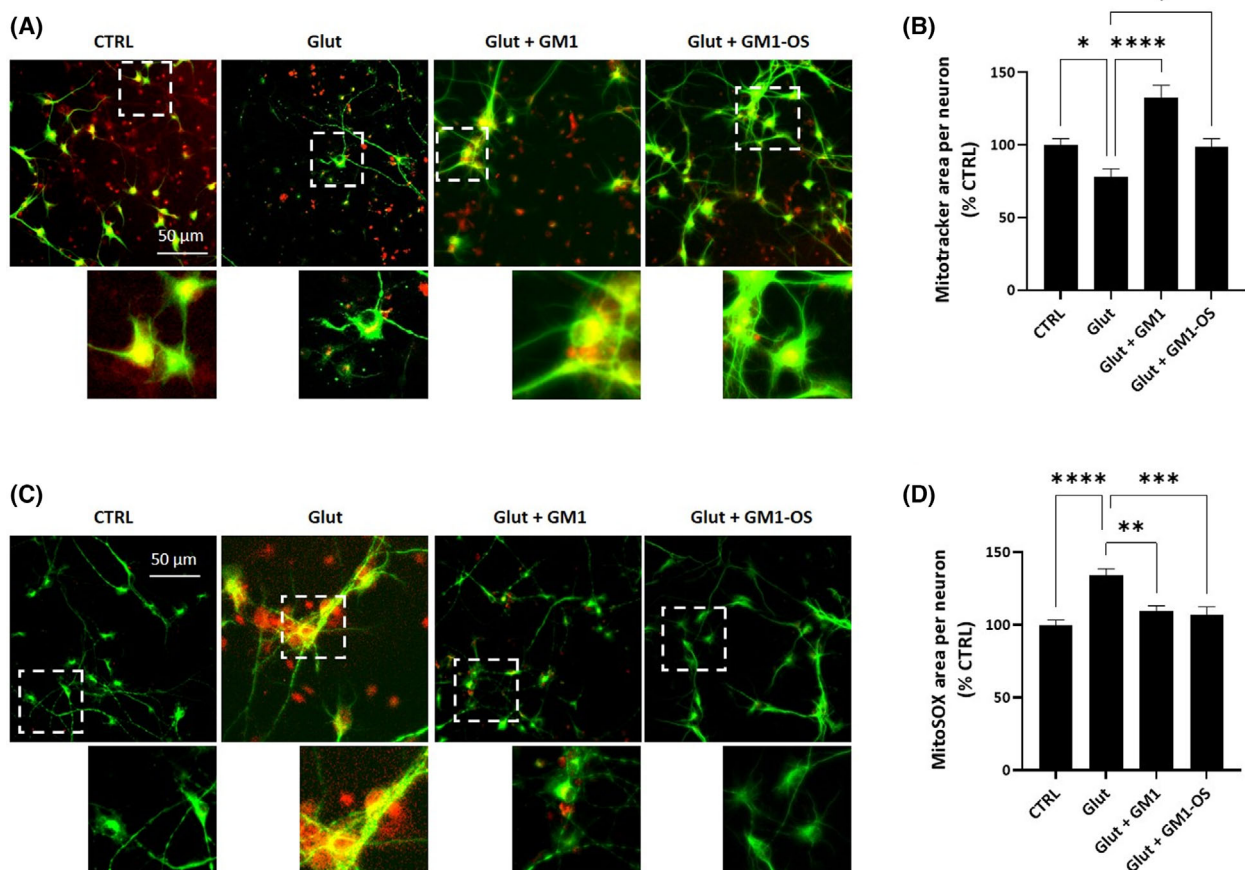 (A)
CTRL Glut Glut + GM1 Glut + GM1-OS
50 µm
(B)
* ****
Mitotracker area per neuron
(% CTRL)
150
100
50
0
CTRL
Glut
Glut + GM1
Glut + GM1-OS
(C)
CTRL Glut Glut + GM1 Glut + GM1-OS
50 µm
(D)
**** ***
**
MitoSOX area per neuron
(% CTRL)
150
100
50
0
CTRL
Glut
Glut + GM1
Glut + GM1-OS